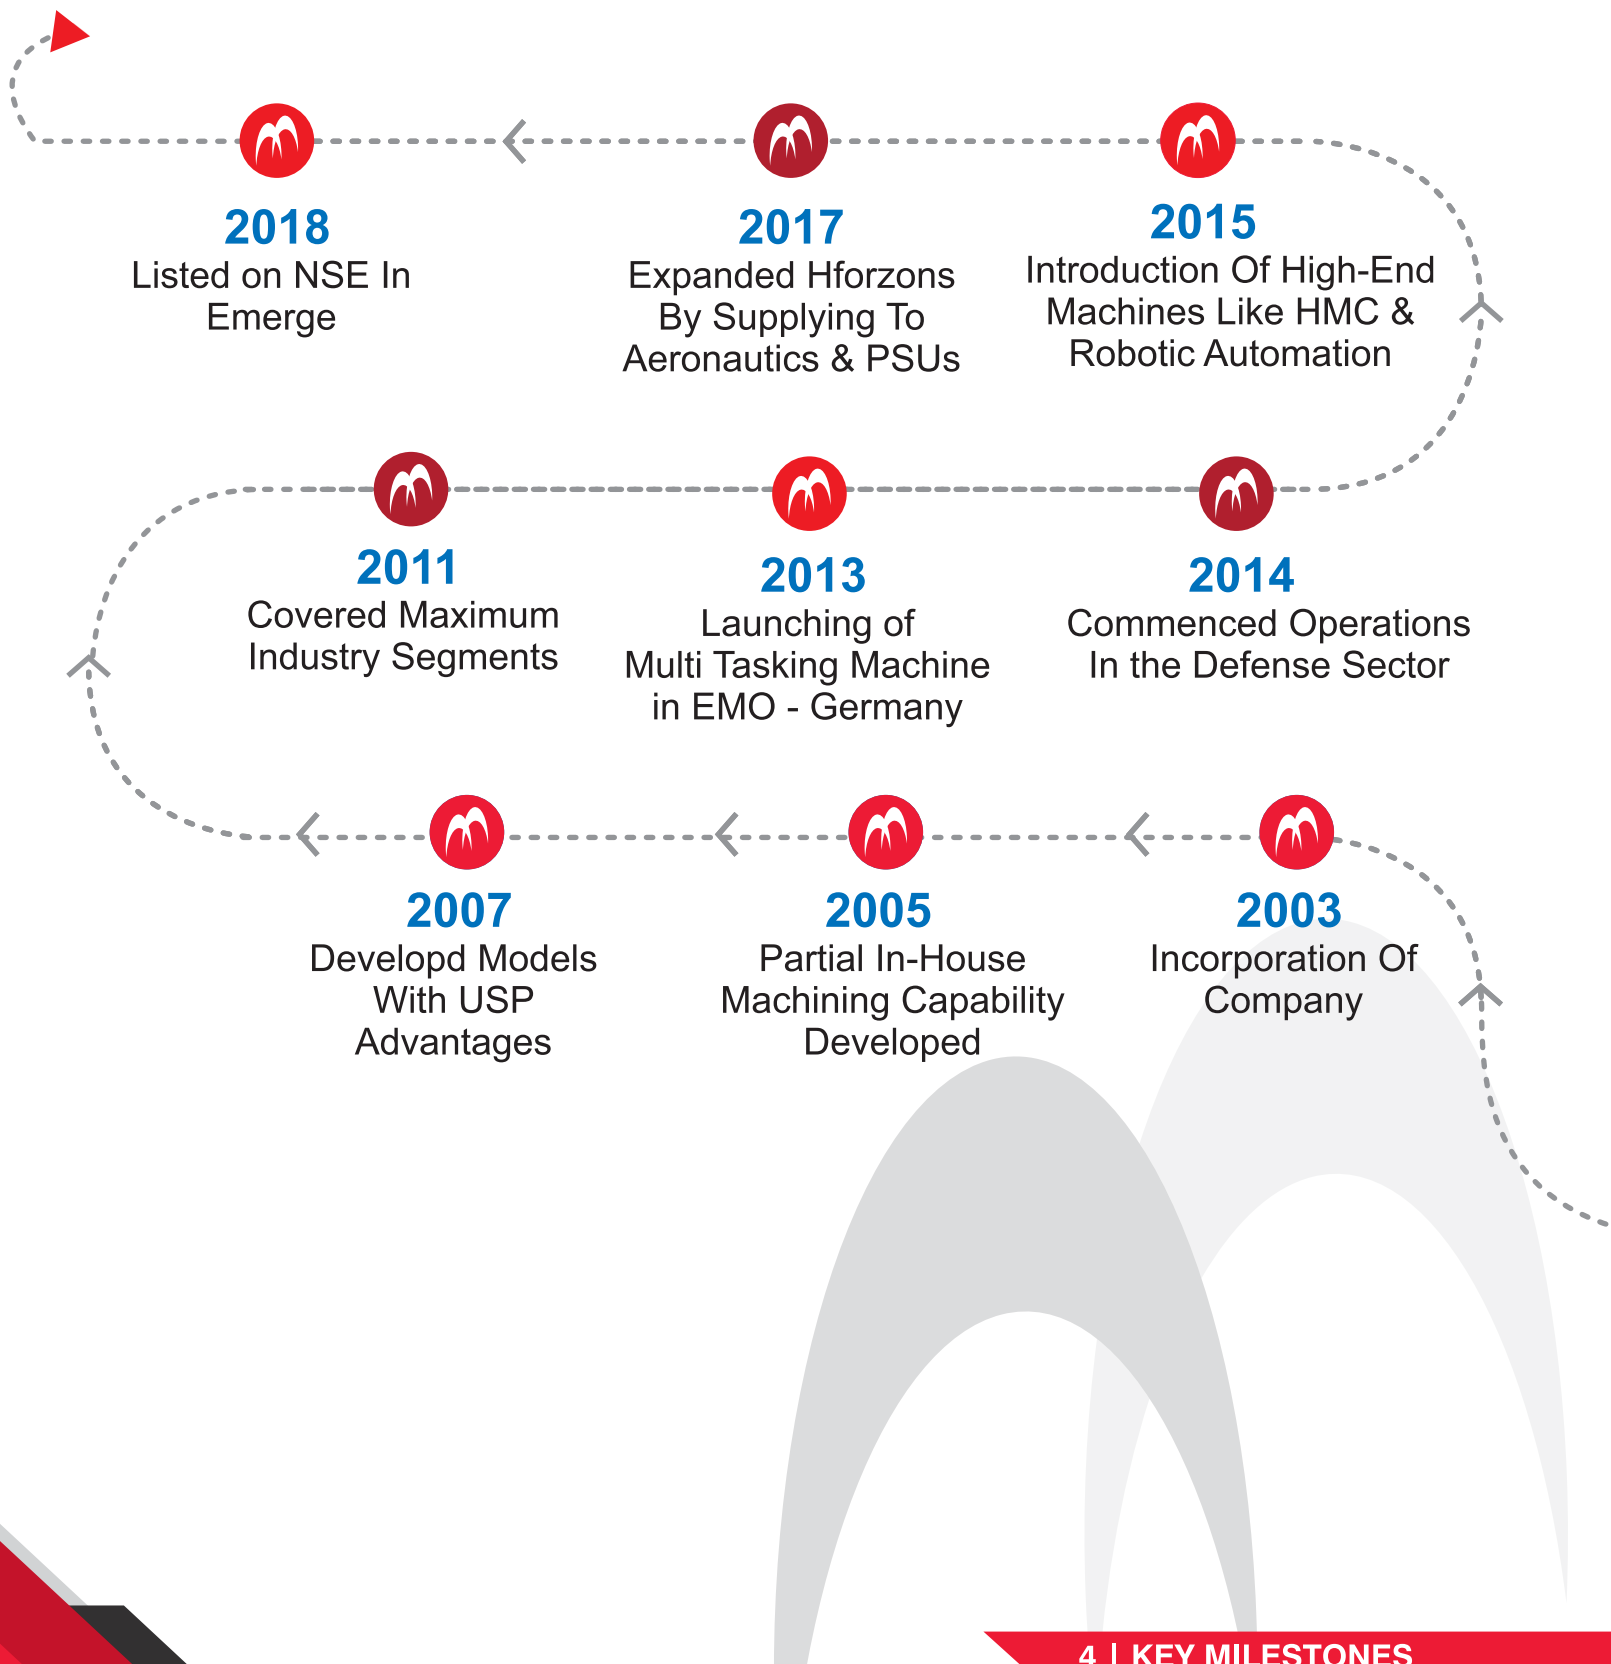 2018
Listed on NSE In
Emerge
2017
Expanded Hforzons
By Supplying To
Aeronautics & PSUs
2015
Introduction Of High-End
Machines Like HMC &
Robotic Automation
2011
Covered Maximum
Industry Segments
2013
Launching of
Multi Tasking Machine
in EMO - Germany
2014
Commenced Operations
In the Defense Sector
2007
Developd Models
With USP
Advantages
2005
Partial In-House
Machining Capability
Developed
2003
Incorporation Of
Company
4 | KEY MILESTONES